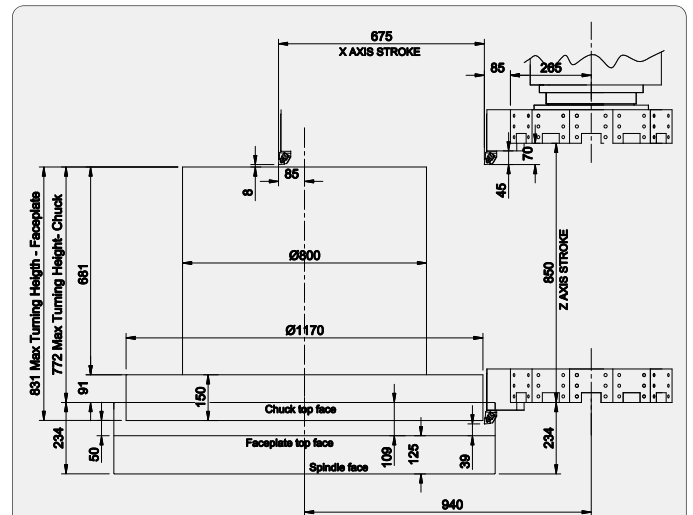 675
X AXIS STROKE
85
265
70
45
85
8
831 Max Turning Heigth - Faceplate
772 Max Turning Height- Chuck
681
Ø800
850
Z AXIS STROKE
Ø1170
91
150
Chuck top face
Faceplate top face
Spindle face
234
50
109
125
39
234
940